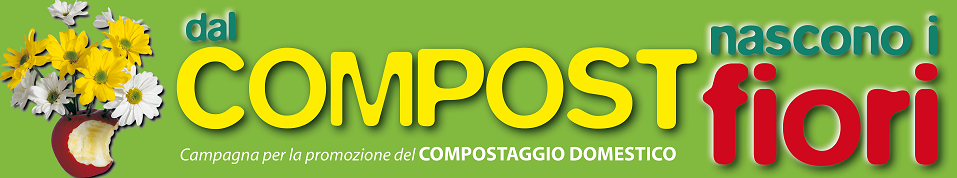 dal
COMPOST
nascono i
fiori
Campagna per la promozione del COMPOSTAGGIO DOMESTICO